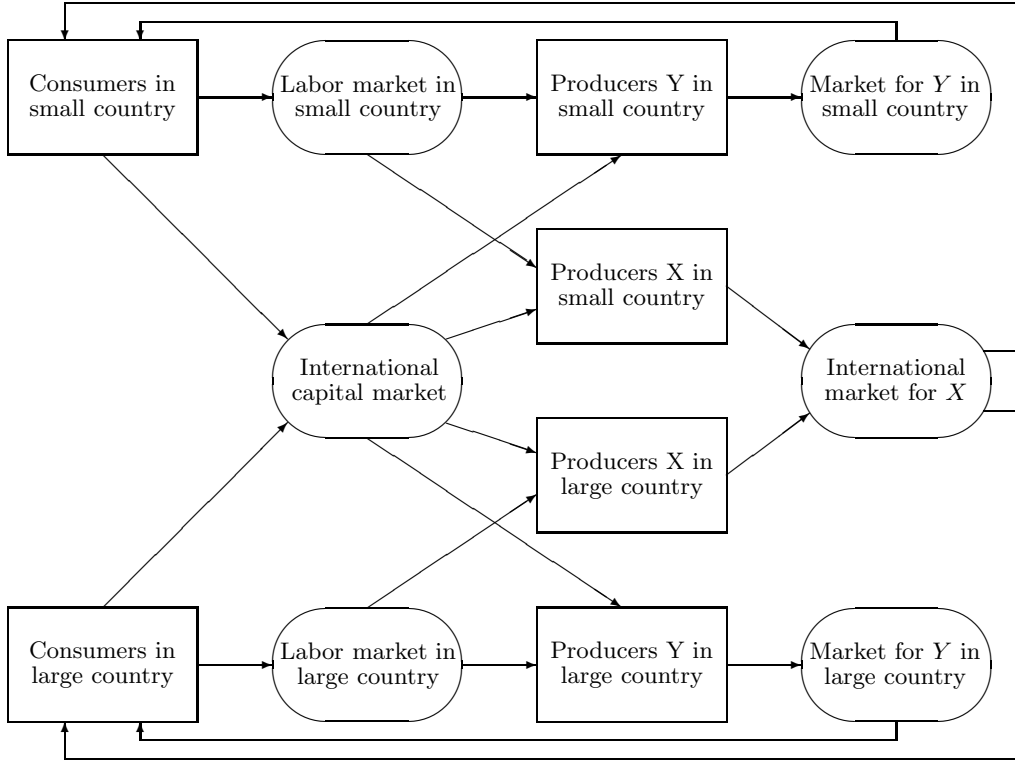 Consumers in
small country
Labor market in
small country
Producers Y in
small country
Market for Y in
small country
Producers X in
small country
International
capital market
International
market for X
Producers X in
large country
Consumers in
large country
Labor market in
large country
Producers Y in
large country
Market for Y in
large country